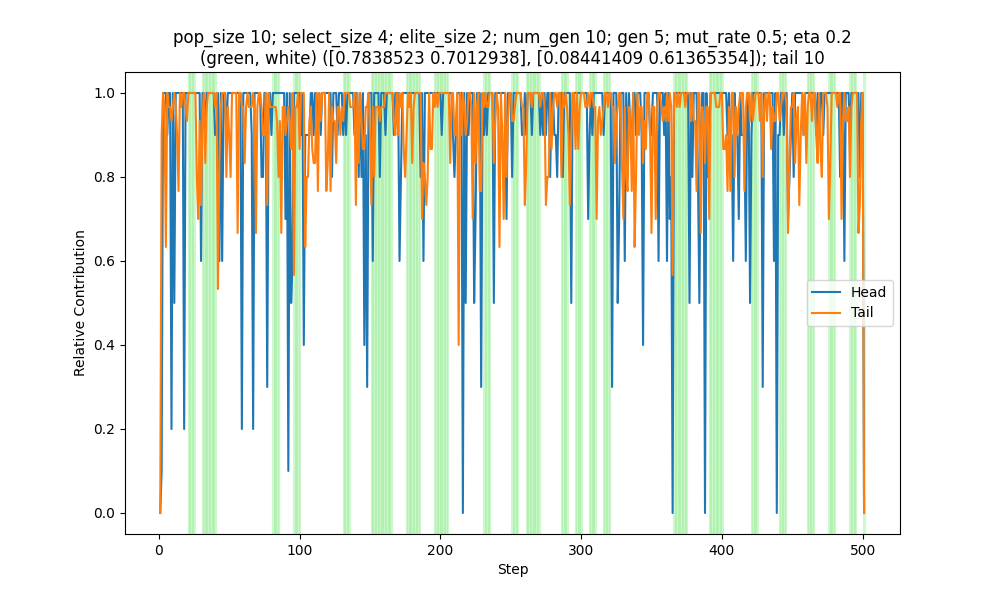 pop_size 10; select_size 4; elite_size 2; num_gen 10; gen 5; mut_rate 0.5; eta 0.2
(green, white) ([0.7838523 0.7012938], [0.08441409 0.61365354]); tail 10
1.0
0.8
0.6
0.4
0.2
0.0
Relative Contribution
Head
Tail
0
100
200
300
400
500
Step